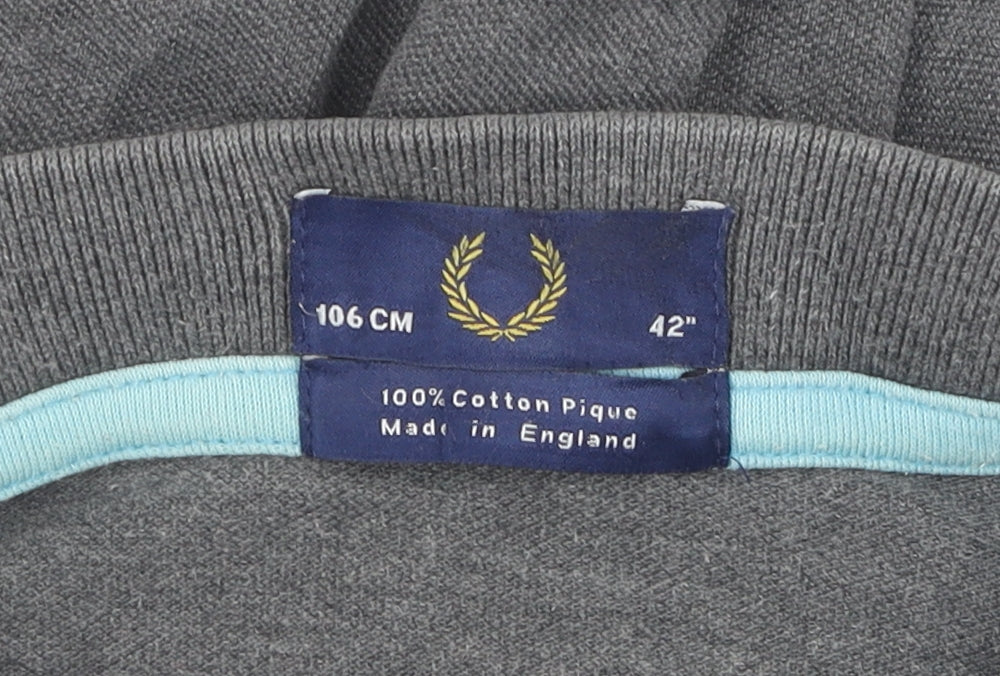 106 CM
42"
100% Cotton Pique
Made in England